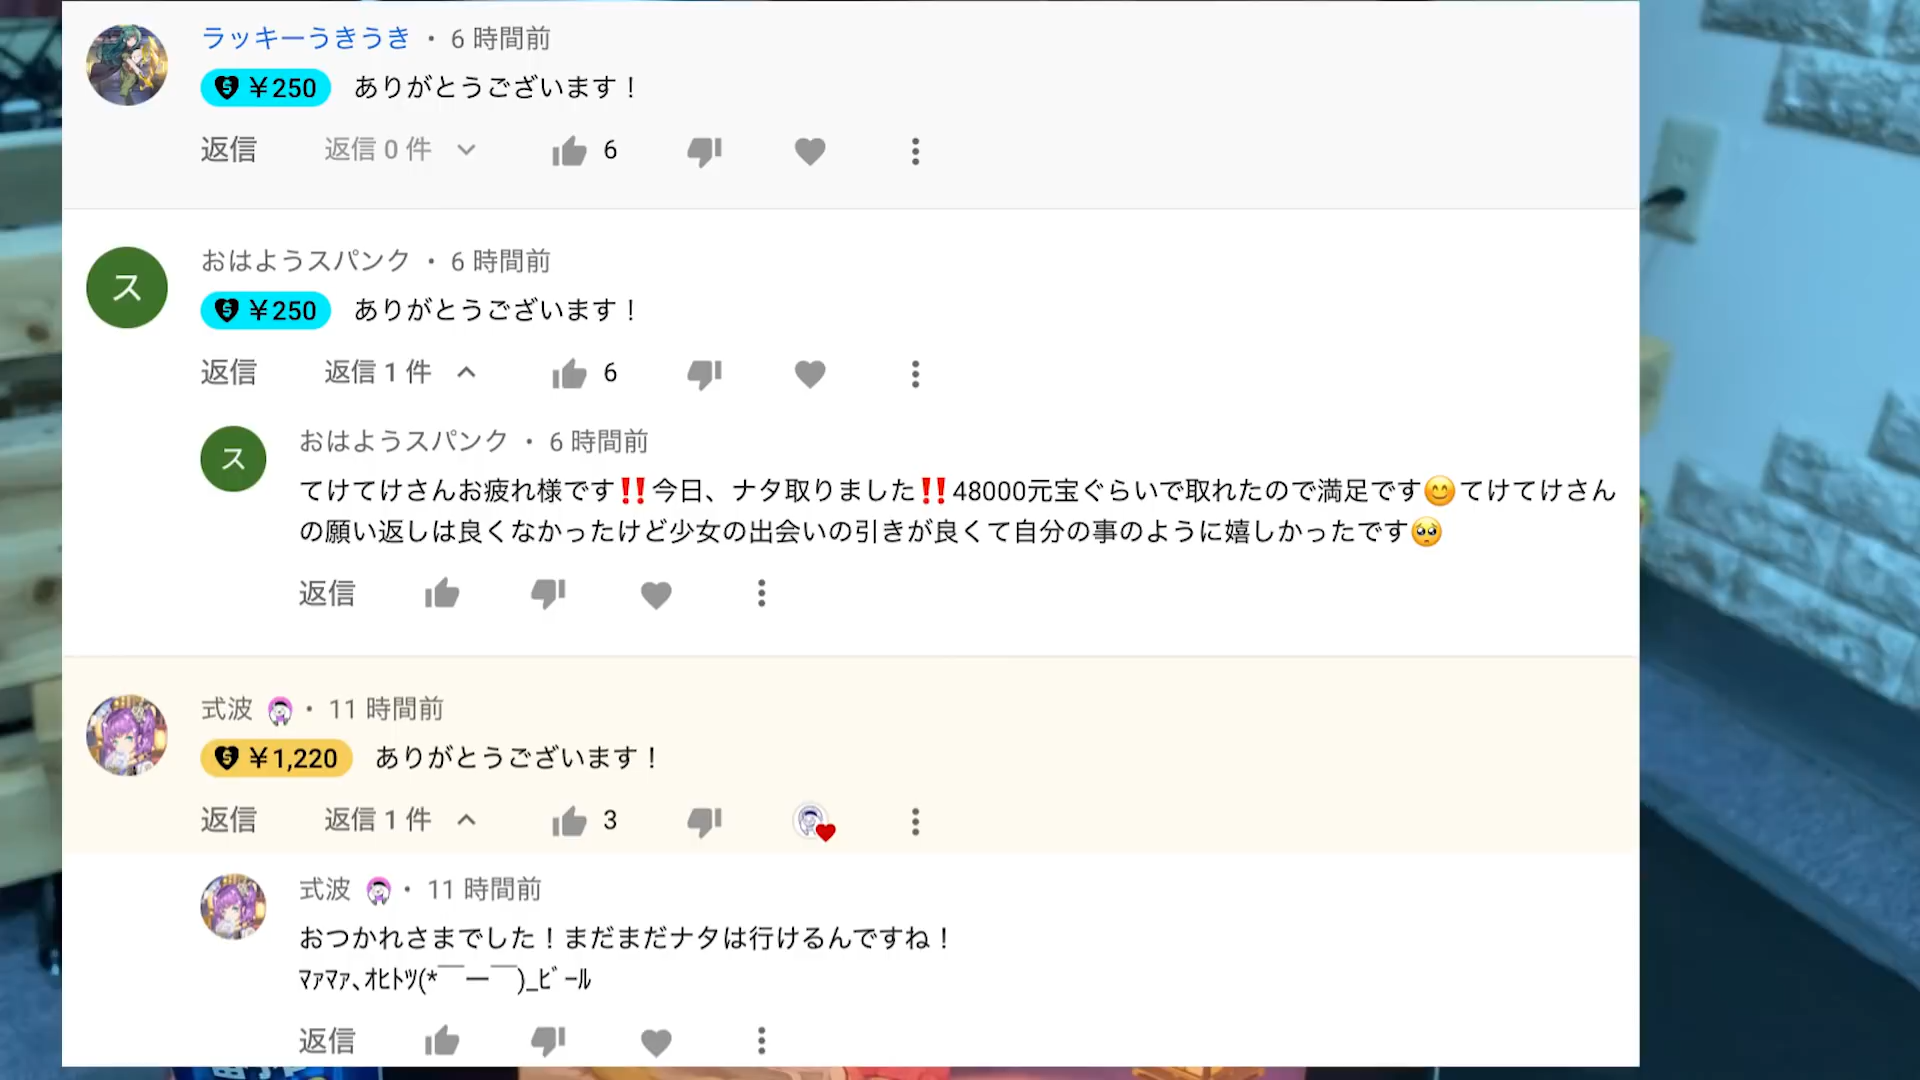 ラッキーうきうき ・ 6 時間前
￥250 ありがとうございます！
返信 返信 0 件 6
ス おはようスパンク ・ 6 時間前
￥250 ありがとうございます！
返信 返信 1 件 6
ス おはようスパンク ・ 6 時間前
てけてけさんお疲れ様です‼️今日、ナタ取りました‼️48000元宝ぐらいで取れたので満足です😊てけてけさん
の願い返しは良くなかったけど少女の出会いの引きが良くて自分の事のように嬉しかったです🥺
返信
式波 ・ 11 時間前
￥1,220 ありがとうございます！
返信 返信 1 件 3
式波 ・ 11 時間前
おつかれさまでした！まだまだナタは行けるんですね！
ﾏｧﾏｧ､ｵﾋﾄﾂ(*￣ー￣)_ﾋﾞｰﾙ
返信